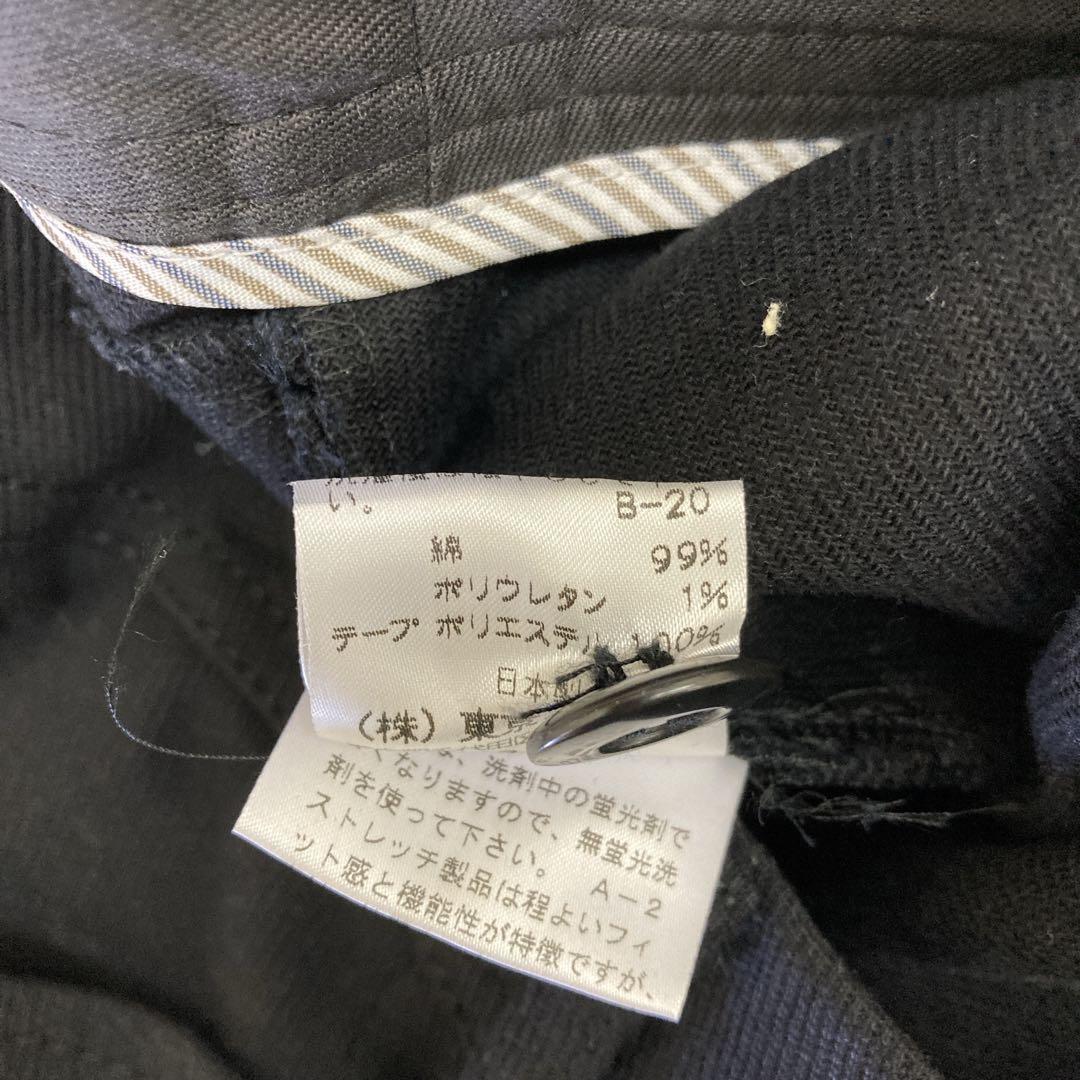 い。 B-20
綿 99%
ポリウレタン 1%
テープ ポリエステル 100%
日本製
(株)東京
な、洗剤中の蛍光剤で
くなりますので、無蛍光洗
剤を使って下さい。 A-2
ストレッチ製品は程よいフィ
ット感と機能性が特徴ですが、